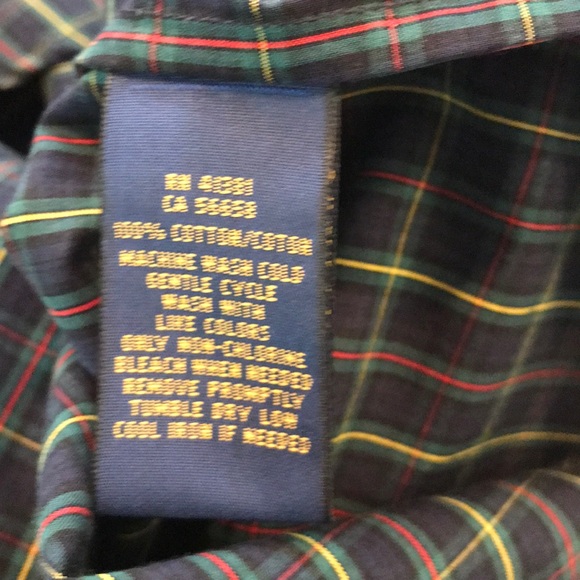 RN 41381
CA 56658
100% COTTON/COTON
MACHINE WASH COLD
GENTLE CYCLE
WASH WITH
LIKE COLORS
ONLY NON-CHLORINE
BLEACH WHEN NEEDED
REMOVE PROMPTLY
TUMBLE DRY LOW
COOL IRON IF NEEDED